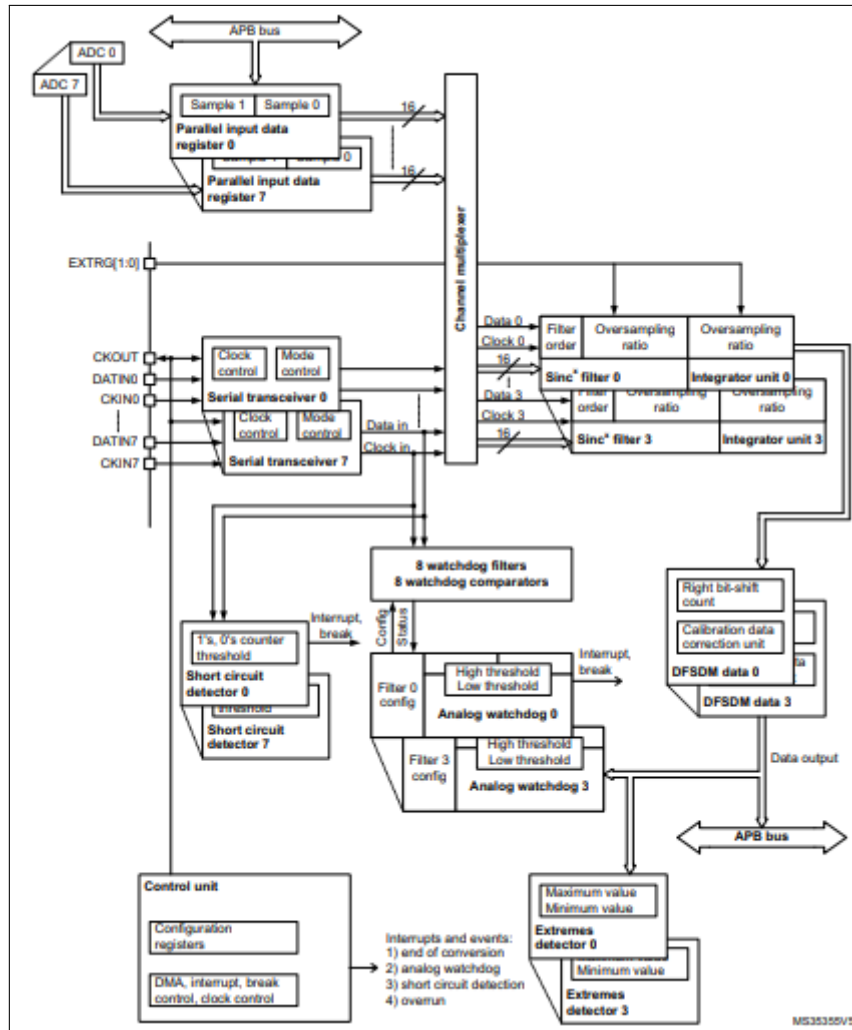 APB bus
ADC 0
ADC 7
Sample 1 Sample 0
Parallel input data
register 0
Parallel input data
register 7
16
16
Channel multiplexer
EXTRG[1:0]
CKOUT
DATIN0
CKIN0
DATIN7
CKIN7
Clock
control
Mode
control
Serial transceiver 0
Clock
control
Mode
control
Serial transceiver 7
Data in
Clock in
Data 0
Clock 0
16
Data 3
Clock 3
16
Filter
order
Oversampling
ratio
Oversampling
ratio
Sincx filter 0
Integrator unit 0
Filter
order
Oversampling
ratio
Oversampling
ratio
Sincx filter 3
Integrator unit 3
8 watchdog filters
8 watchdog comparators
Config
Status
1's, 0's counter
threshold
Short circuit
detector 0
threshold
Short circuit
detector 7
Interrupt,
break
Filter 0
config
High threshold
Low threshold
Analog watchdog 0
Interrupt,
break
Filter 3
config
High threshold
Low threshold
Analog watchdog 3
Right bit-shift
count
Calibration data
correction unit
DFSDM data 0
DFSDM data 3
Data output
APB bus
Control unit
Configuration
registers
DMA, interrupt, break
control, clock control
Interrupts and events:
1) end of conversion
2) analog watchdog
3) short circuit detection
4) overrun
Maximum value
Minimum value
Extremes
detector 0
Minimum value
Extremes
detector 3